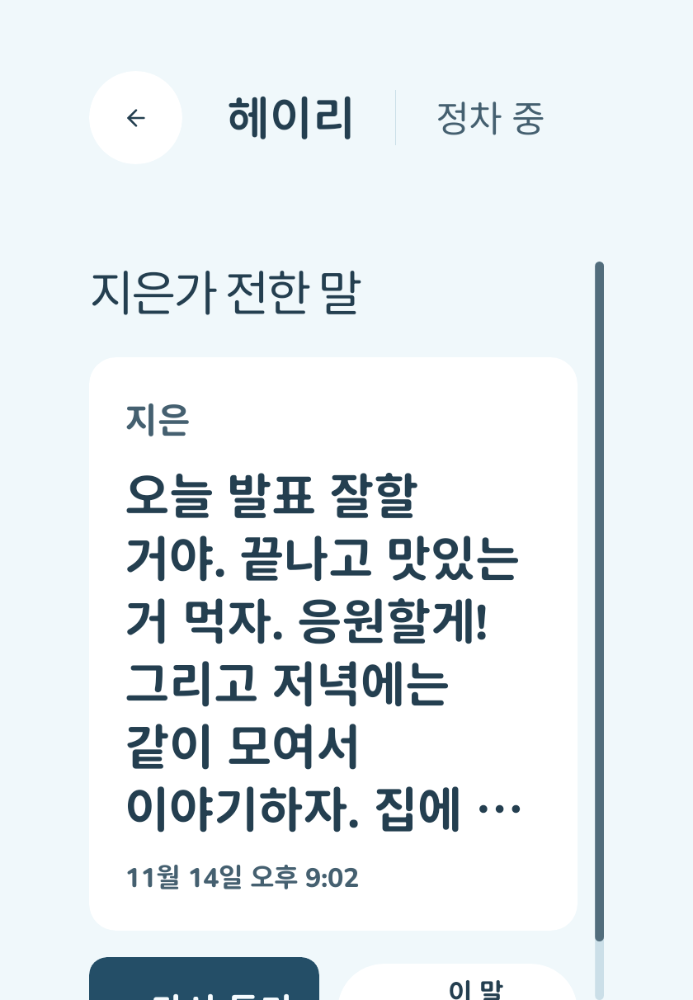 헤이리
정차 중
지은가 전한 말
지은
오늘 발표 잘할
거야. 끝나고 맛있는
거 먹자. 응원할게!
그리고 저녁에는
같이 모여서
이야기하자. 집에 …
11월 14일 오후 9:02
이 말